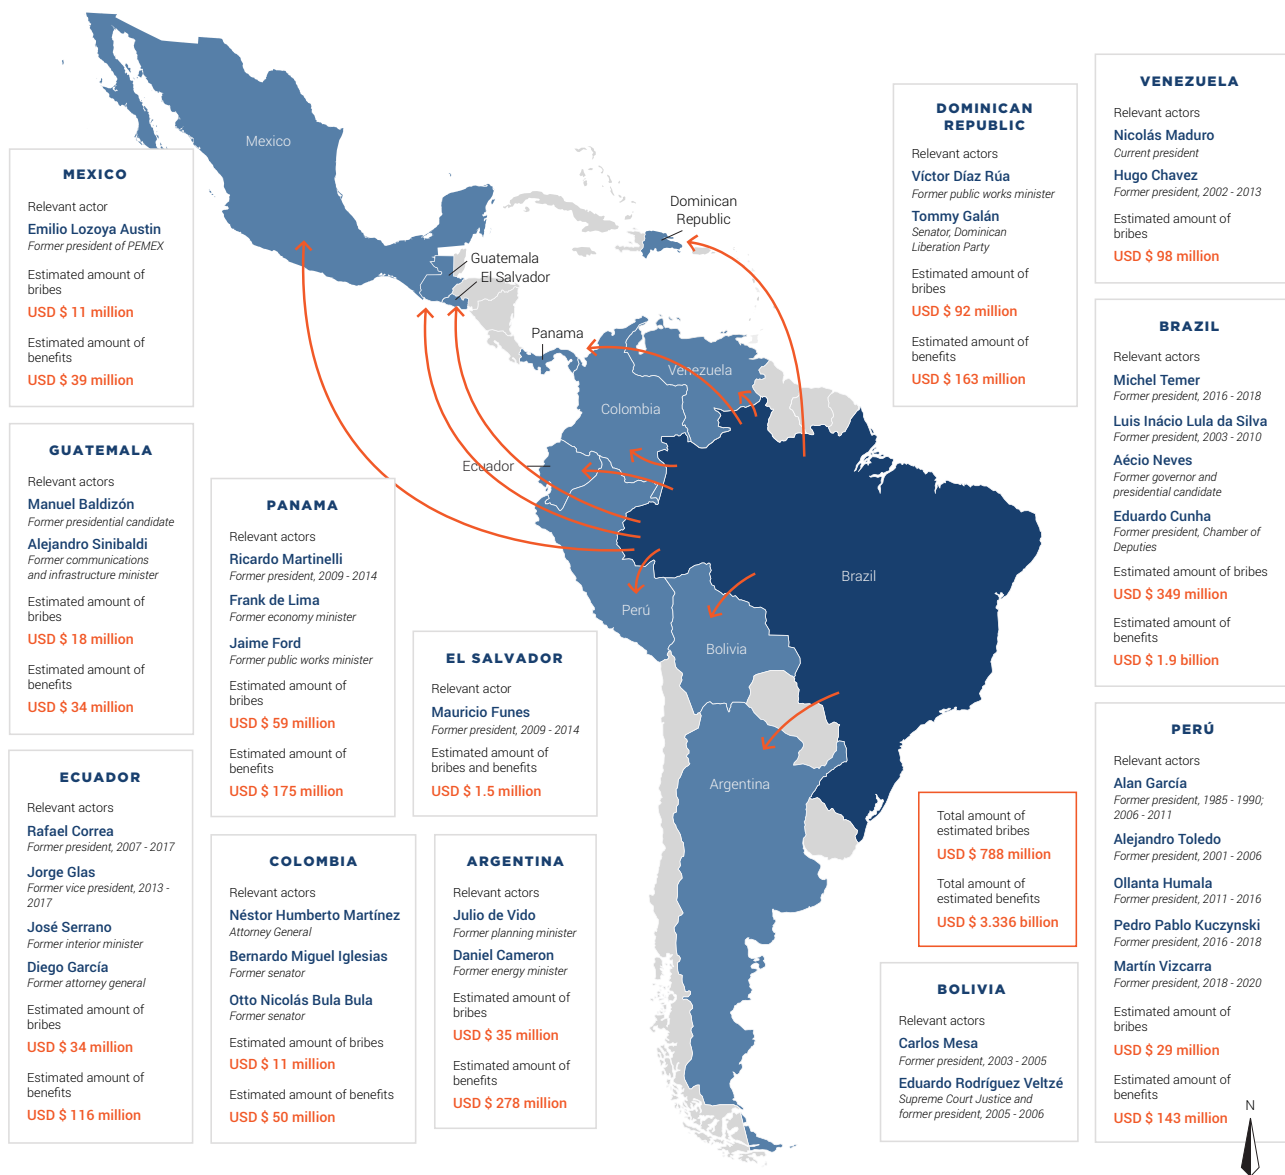 Mexico
Dominican
Republic
Guatemala
El Salvador
Panama
Venezuela
Colombia
Ecuador
Brazil
Perú
Bolivia
Argentina
MEXICO
Relevant actor
Emilio Lozoya Austin
Former president of PEMEX
Estimated amount of
bribes
USD $ 11 million
Estimated amount of
benefits
USD $ 39 million
GUATEMALA
Relevant actors
Manuel Baldizón
Former presidential candidate
Alejandro Sinibaldi
Former communications
and infrastructure minister
Estimated amount of
bribes
USD $ 18 million
Estimated amount of
benefits
USD $ 34 million
ECUADOR
Relevant actors
Rafael Correa
Former president, 2007 - 2017
Jorge Glas
Former vice president, 2013 -
2017
José Serrano
Former interior minister
Diego García
Former attorney general
Estimated amount of
bribes
USD $ 34 million
Estimated amount of
benefits
USD $ 116 million
PANAMA
Relevant actors
Ricardo Martinelli
Former president, 2009 - 2014
Frank de Lima
Former economy minister
Jaime Ford
Former public works minister
Estimated amount of
bribes
USD $ 59 million
Estimated amount of
benefits
USD $ 175 million
COLOMBIA
Relevant actors
Néstor Humberto Martínez
Attorney General
Bernardo Miguel Iglesias
Former senator
Otto Nicolás Bula Bula
Former senator
Estimated amount of bribes
USD $ 11 million
Estimated amount of benefits
USD $ 50 million
EL SALVADOR
Relevant actor
Mauricio Funes
Former president, 2009 - 2014
Estimated amount of
bribes and benefits
USD $ 1.5 million
ARGENTINA
Relevant actors
Julio de Vido
Former planning minister
Daniel Cameron
Former energy minister
Estimated amount of
bribes
USD $ 35 million
Estimated amount of
benefits
USD $ 278 million
DOMINICAN
REPUBLIC
Relevant actors
Víctor Díaz Rúa
Former public works minister
Tommy Galán
Senator, Dominican
Liberation Party
Estimated amount of
bribes
USD $ 92 million
Estimated amount of
benefits
USD $ 163 million
VENEZUELA
Relevant actors
Nicolás Maduro
Current president
Hugo Chavez
Former president, 2002 - 2013
Estimated amount of
bribes
USD $ 98 million
BRAZIL
Relevant actors
Michel Temer
Former president, 2016 - 2018
Luis Inácio Lula da Silva
Former president, 2003 - 2010
Aécio Neves
Former governor and
presidential candidate
Eduardo Cunha
Former president, Chamber of
Deputies
Estimated amount of bribes
USD $ 349 million
Estimated amount of
benefits
USD $ 1.9 billion
Total amount of
estimated bribes
USD $ 788 million
Total amount of
estimated benefits
USD $ 3.336 billion
BOLIVIA
Relevant actors
Carlos Mesa
Former president, 2003 - 2005
Eduardo Rodríguez Veltzé
Supreme Court Justice and
former president, 2005 - 2006
PERÚ
Relevant actors
Alan García
Former president, 1985 - 1990;
2006 - 2011
Alejandro Toledo
Former president, 2001 - 2006
Ollanta Humala
Former president, 2011 - 2016
Pedro Pablo Kuczynski
Former president, 2016 - 2018
Martín Vizcarra
Former president, 2018 - 2020
Estimated amount of
bribes
USD $ 29 million
Estimated amount of
benefits
USD $ 143 million
N